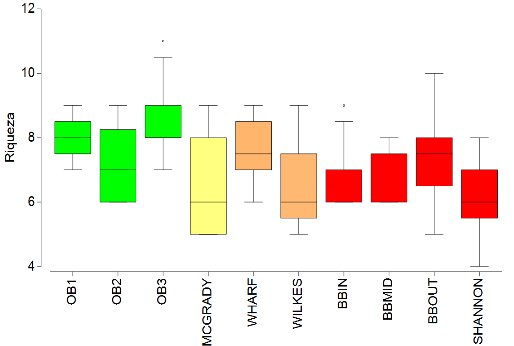 12
10
8
6
4
Riqueza
OB1
OB2
OB3
MCGRADY
WHARF
WILKES
BBIN
BBMID
BBOUT
SHANNON